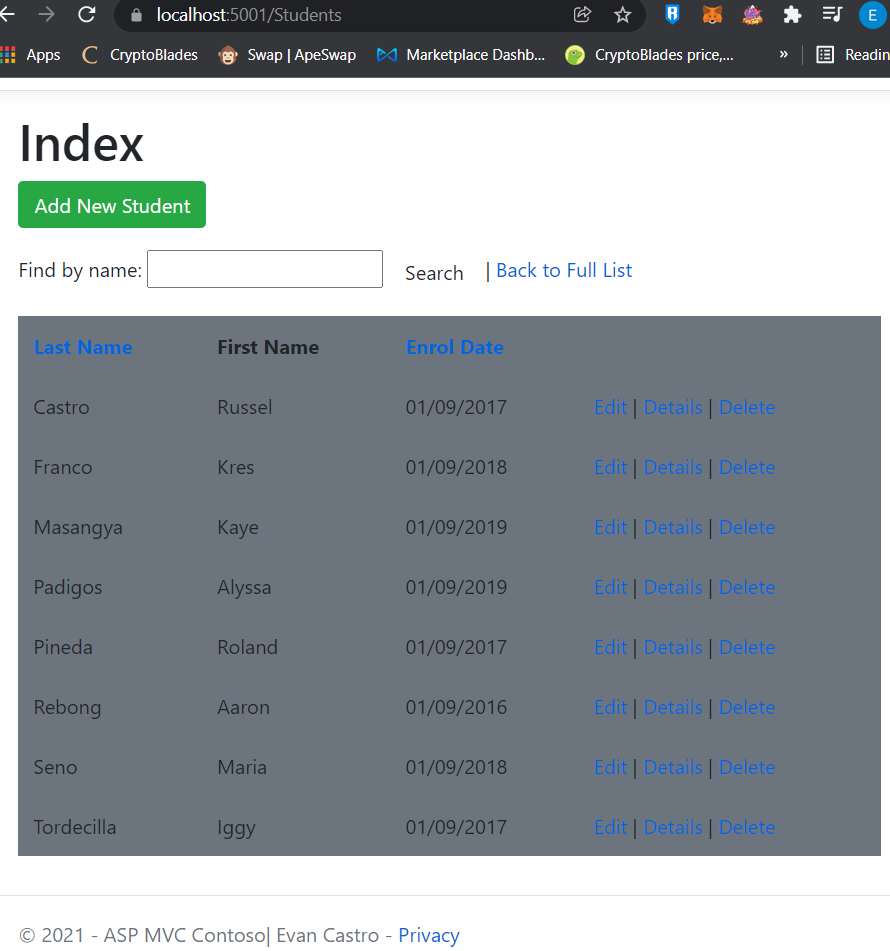 localhost:5001/Students
E
Apps CryptoBlades Swap | ApeSwap Marketplace Dashb... CryptoBlades price,... » Readin
Index
Add New Student
Find by name: Search | Back to Full List
Last Name First Name Enrol Date
Castro Russel 01/09/2017 Edit | Details | Delete
Franco Kres 01/09/2018 Edit | Details | Delete
Masangya Kaye 01/09/2019 Edit | Details | Delete
Padigos Alyssa 01/09/2019 Edit | Details | Delete
Pineda Roland 01/09/2017 Edit | Details | Delete
Rebong Aaron 01/09/2016 Edit | Details | Delete
Seno Maria 01/09/2018 Edit | Details | Delete
Tordecilla Iggy 01/09/2017 Edit | Details | Delete
© 2021 - ASP MVC Contoso| Evan Castro - Privacy